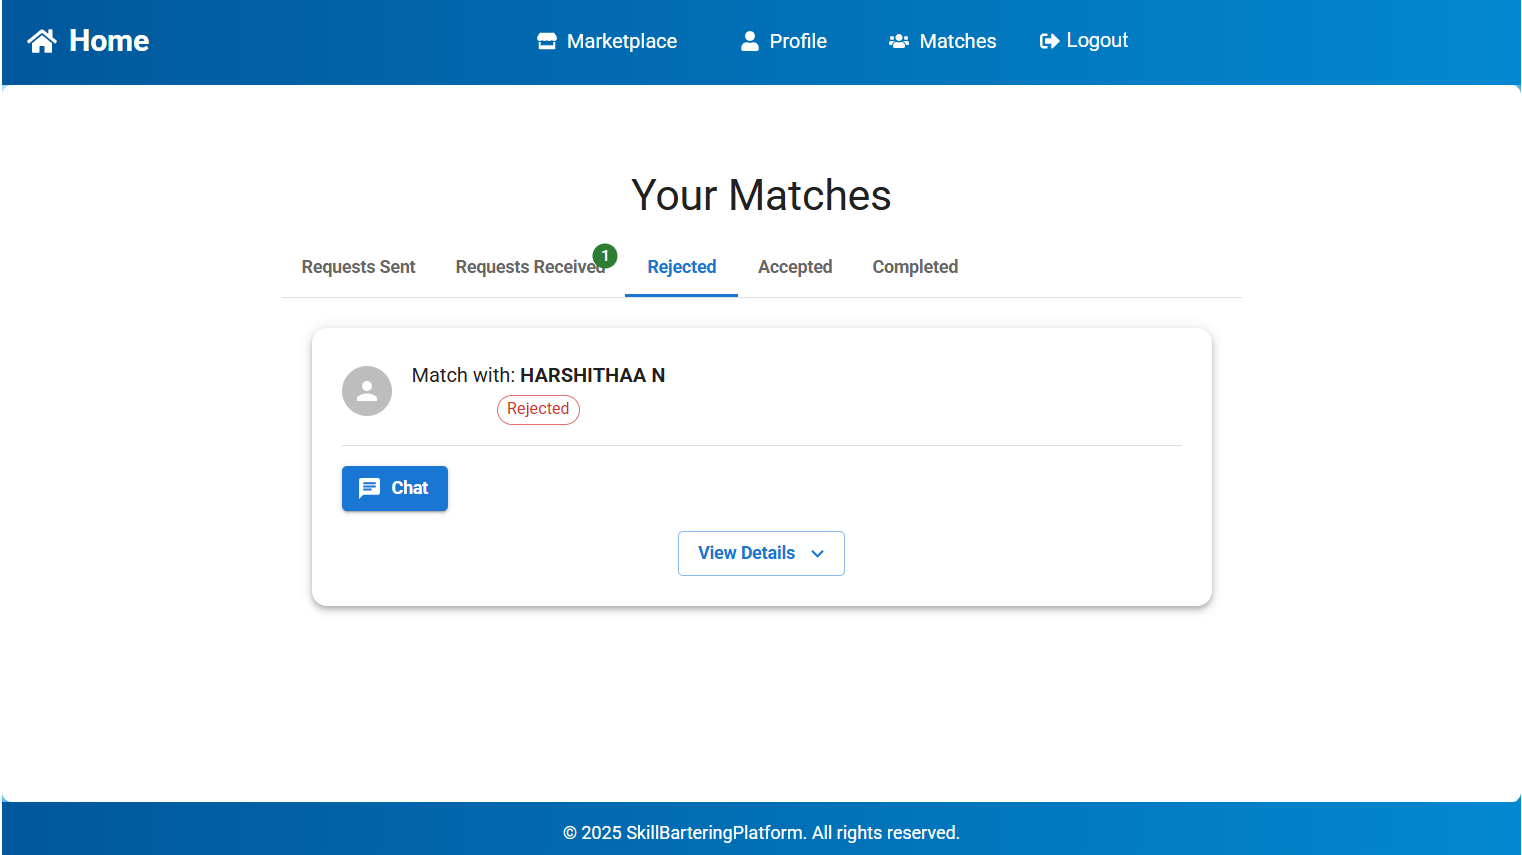 Home Marketplace Profile Matches Logout
Your Matches
Requests Sent Requests Received 1 Rejected Accepted Completed
Match with: HARSHITHAA N
Rejected
Chat
View Details
© 2025 SkillBarteringPlatform. All rights reserved.